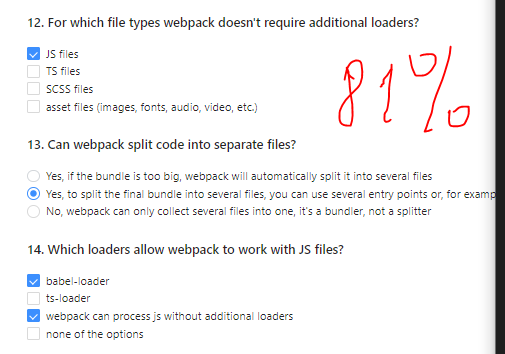 12. For which file types webpack doesn't require additional loaders?
JS files
TS files
SCSS files
asset files (images, fonts, audio, video, etc.)
81%
13. Can webpack split code into separate files?
Yes, if the bundle is too big, webpack will automatically split it into several files
Yes, to split the final bundle into several files, you can use several entry points or, for examp
No, webpack can only collect several files into one, it's a bundler, not a splitter
14. Which loaders allow webpack to work with JS files?
babel-loader
ts-loader
webpack can process js without additional loaders
none of the options